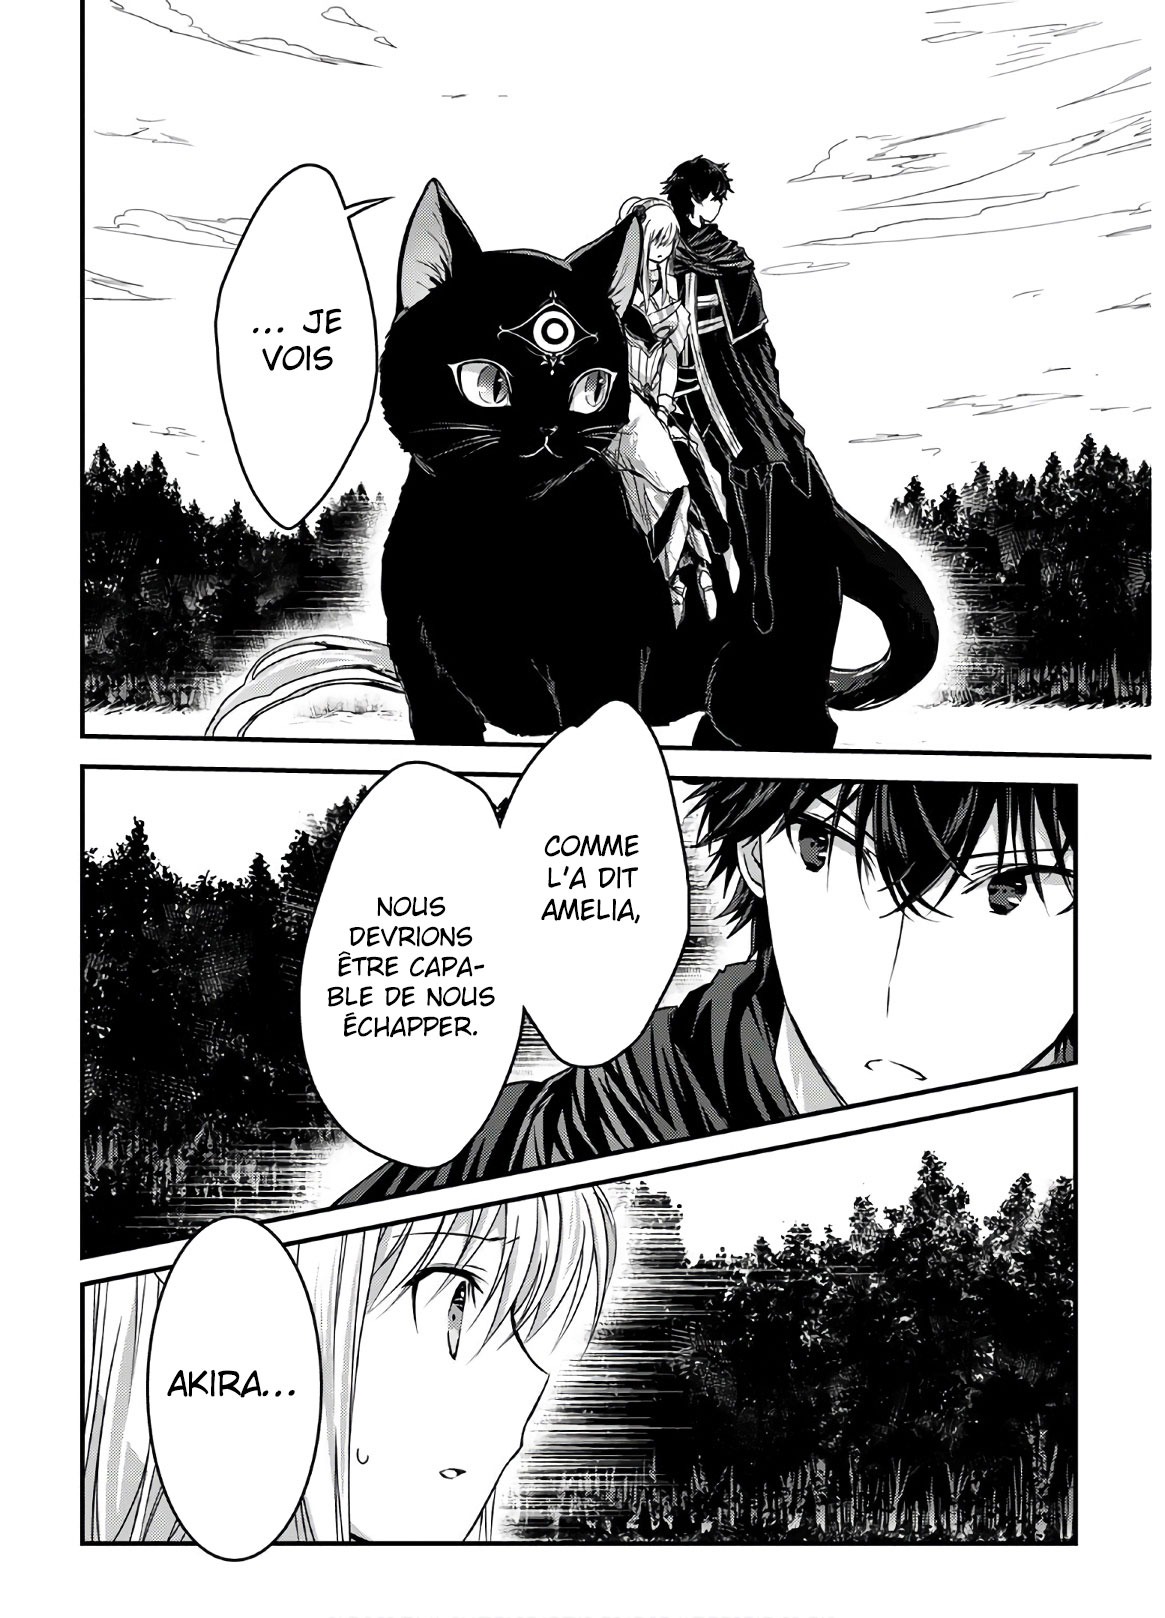 ... JE
VOIS
COMME
L'A DIT
AMELIA,
NOUS
DEVRIONS
ÊTRE CAPA-
BLE DE NOUS
ÉCHAPPER.
AKIRA...